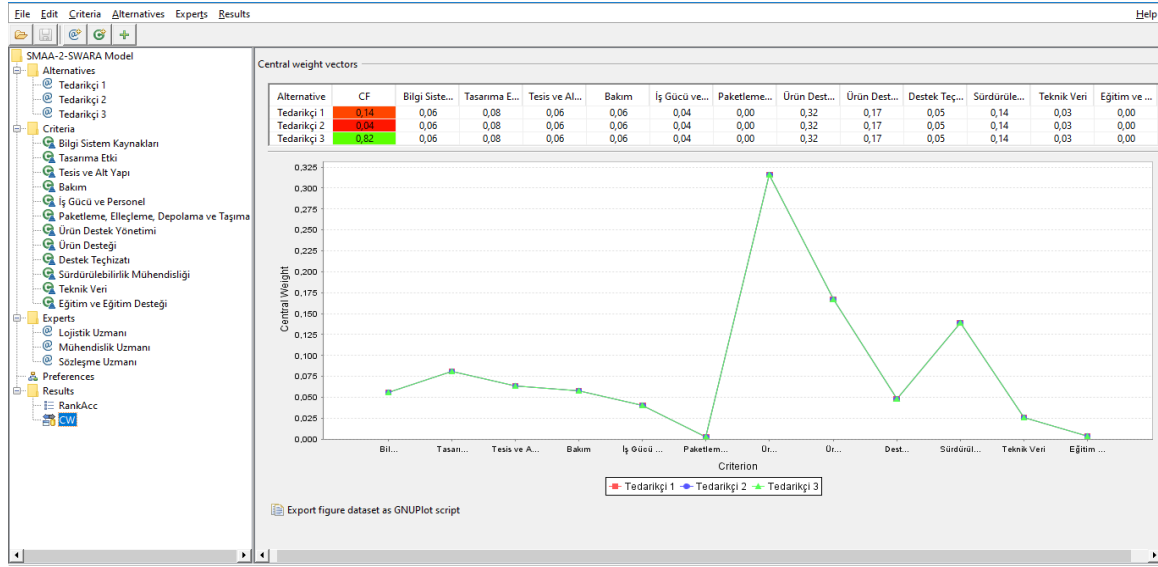 File Edit Criteria Alternatives Experts Results Help
SMAA-2-SWARA Model
Alternatives
Tedarikçi 1
Tedarikçi 2
Tedarikçi 3
Criteria
Bilgi Sistem Kaynakları
Tasarıma Etki
Tesis ve Alt Yapı
Bakım
İş Gücü ve Personel
Paketleme, Elleçleme, Depolama ve Taşıma
Ürün Destek Yönetimi
Ürün Desteği
Destek Teçhizatı
Sürdürülebilirlik Mühendisliği
Teknik Veri
Eğitim ve Eğitim Desteği
Experts
Lojistik Uzmanı
Mühendislik Uzmanı
Sözleşme Uzmanı
Preferences
Results
RankAcc
CW
Central weight vectors
Alternative CF Bilgi Siste... Tasarıma E... Tesis ve Al... Bakım İş Gücü ve... Paketleme... Ürün Dest... Ürün Dest... Destek Teç... Sürdürüle... Teknik Veri Eğitim ve ...
Tedarikçi 1 0,14 0,06 0,08 0,06 0,06 0,04 0,00 0,32 0,17 0,05 0,14 0,03 0,00
Tedarikçi 2 0,04 0,06 0,08 0,06 0,06 0,04 0,00 0,32 0,17 0,05 0,14 0,03 0,00
Tedarikçi 3 0,82 0,06 0,08 0,06 0,06 0,04 0,00 0,32 0,17 0,05 0,14 0,03 0,00
Central Weight
0,325
0,300
0,275
0,250
0,225
0,200
0,175
0,150
0,125
0,100
0,075
0,050
0,025
0,000
Bil... Tasarı... Tesis ve A... Bakım İş Gücü ... Paketlem... Ür... Ür... Dest... Sürdürül... Teknik Veri Eğitim ...
Criterion
Tedarikçi 1 Tedarikçi 2 Tedarikçi 3
Export figure dataset as GNUPlot script